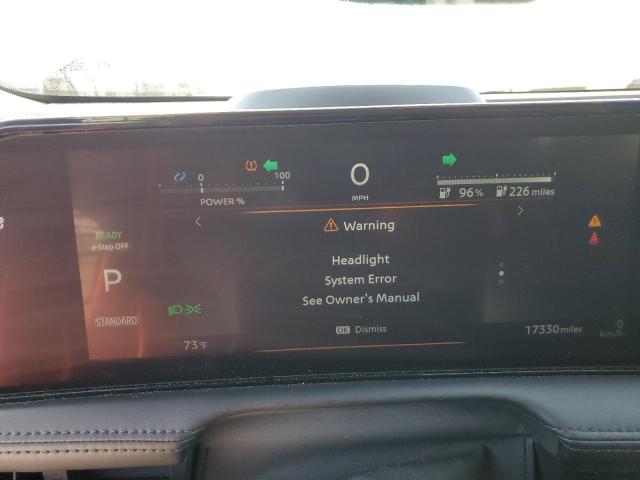 0
100
POWER %
0
MPH
96%
226 miles
Warning
READY
e-Step OFF
Headlight
System Error
See Owner's Manual
P
STANDARD
OK Dismiss
73°F
17330 miles
0
km/h